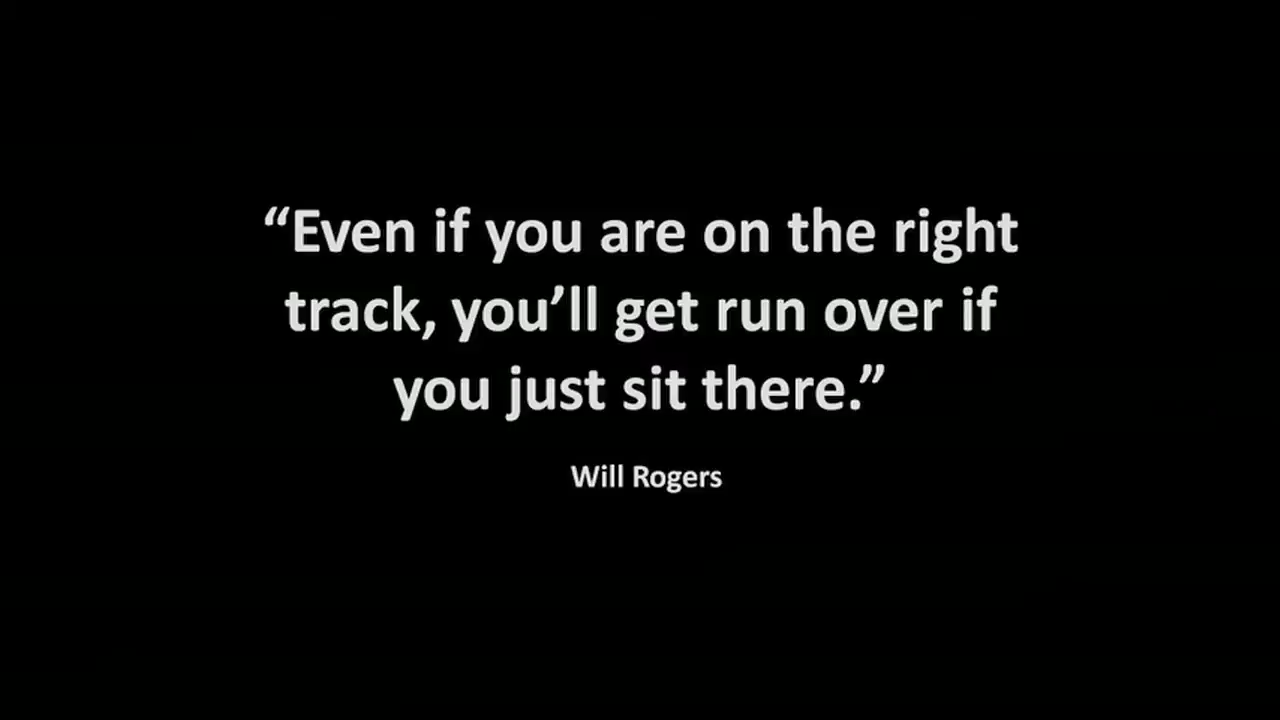 “Even if you are on the right
track, you’ll get run over if
you just sit there.”
Will Rogers